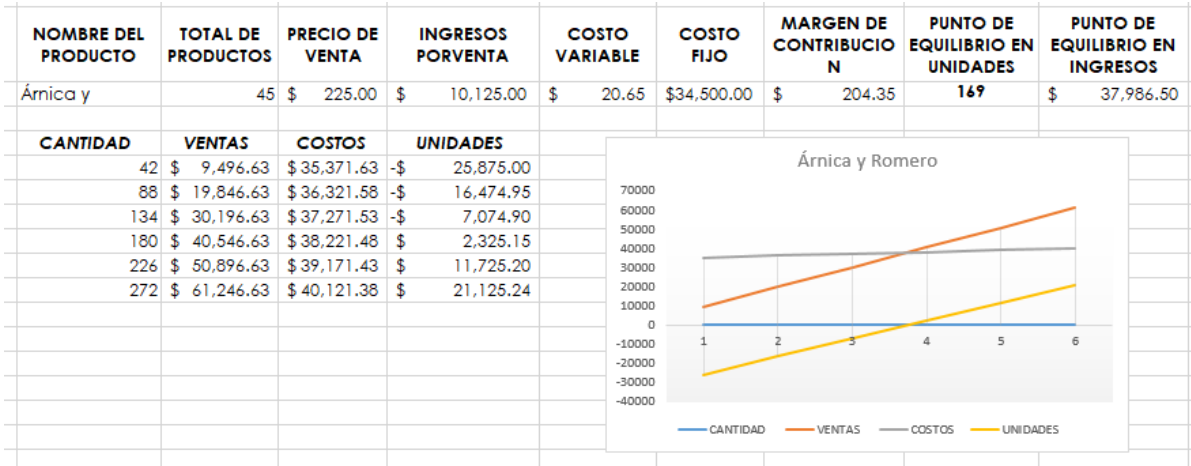 NOMBRE DEL PRODUCTO TOTAL DE PRODUCTOS PRECIO DE VENTA INGRESOS PORVENTA COSTO VARIABLE COSTO FIJO MARGEN DE CONTRIBUCIO N PUNTO DE EQUILIBRIO EN UNIDADES PUNTO DE EQUILIBRIO EN INGRESOS
Árnica y 45 $ 225.00 $ 10,125.00 $ 20.65 $34,500.00 $ 204.35 169 $ 37,986.50
CANTIDAD VENTAS COSTOS UNIDADES
42 $ 9,496.63 $35,371.63 -$ 25,875.00
88 $ 19,846.63 $36,321.58 -$ 16,474.95
134 $ 30,196.63 $37,271.53 -$ 7,074.90
180 $ 40,546.63 $38,221.48 $ 2,325.15
226 $ 50,896.63 $39,171.43 $ 11,725.20
272 $ 61,246.63 $40,121.38 $ 21,125.24
Árnica y Romero
70000
60000
50000
40000
30000
20000
10000
0
-10000
-20000
-30000
-40000
1 2 3 4 5 6
CANTIDAD VENTAS COSTOS UNIDADES